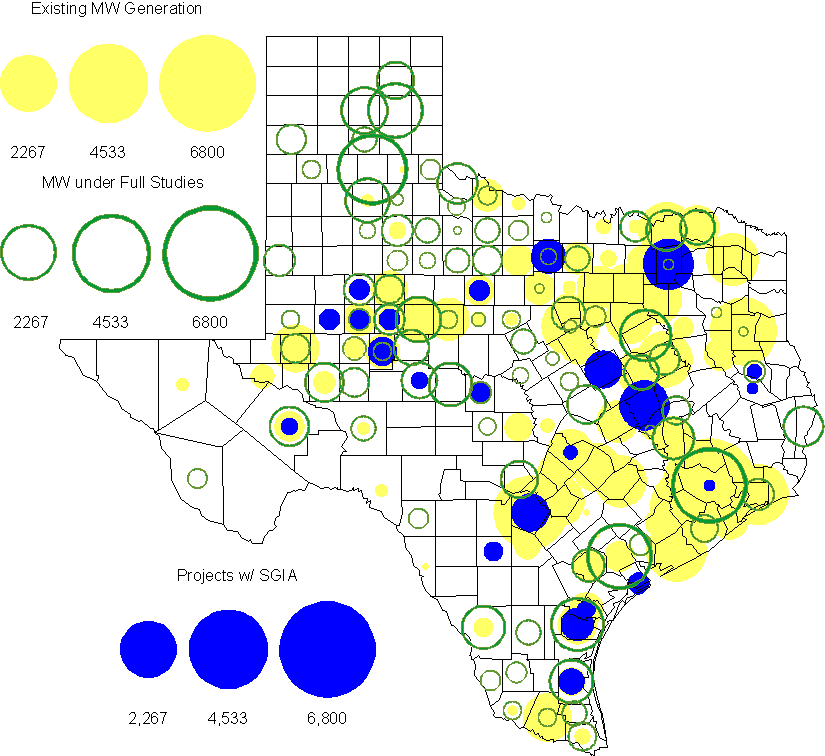 Existing MW Generation
2267 4533 6800
MW under Full Studies
2267 4533 6800
Projects w/ SGIA
2,267 4,533 6,800